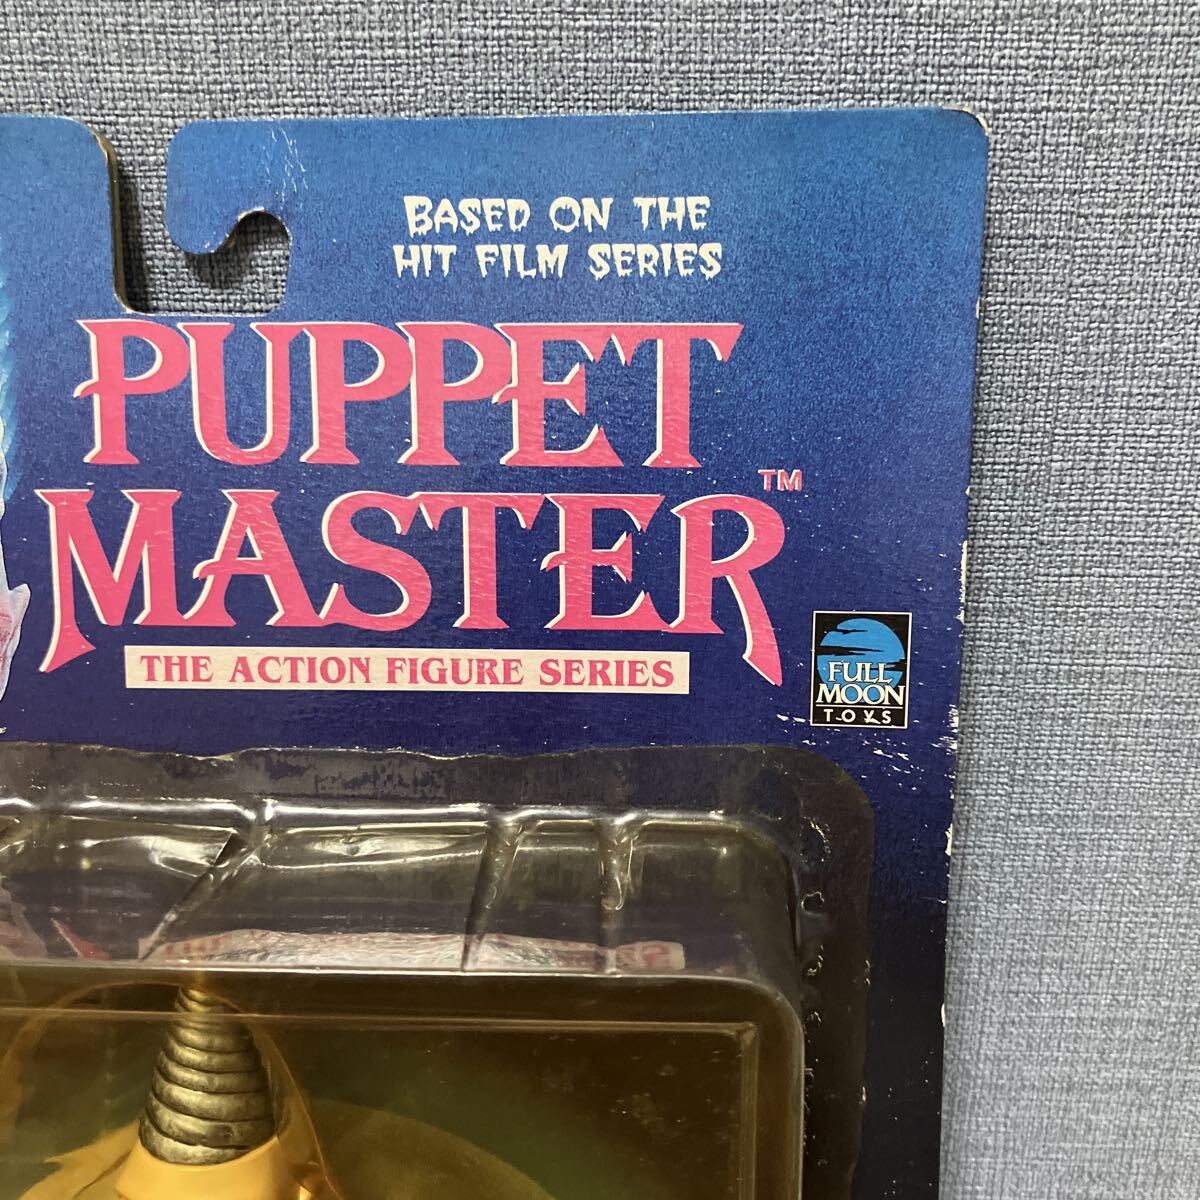 BASED ON THE
HIT FILM SERIES
PUPPET
MASTER™
THE ACTION FIGURE SERIES
FULL
MOON
TOYS